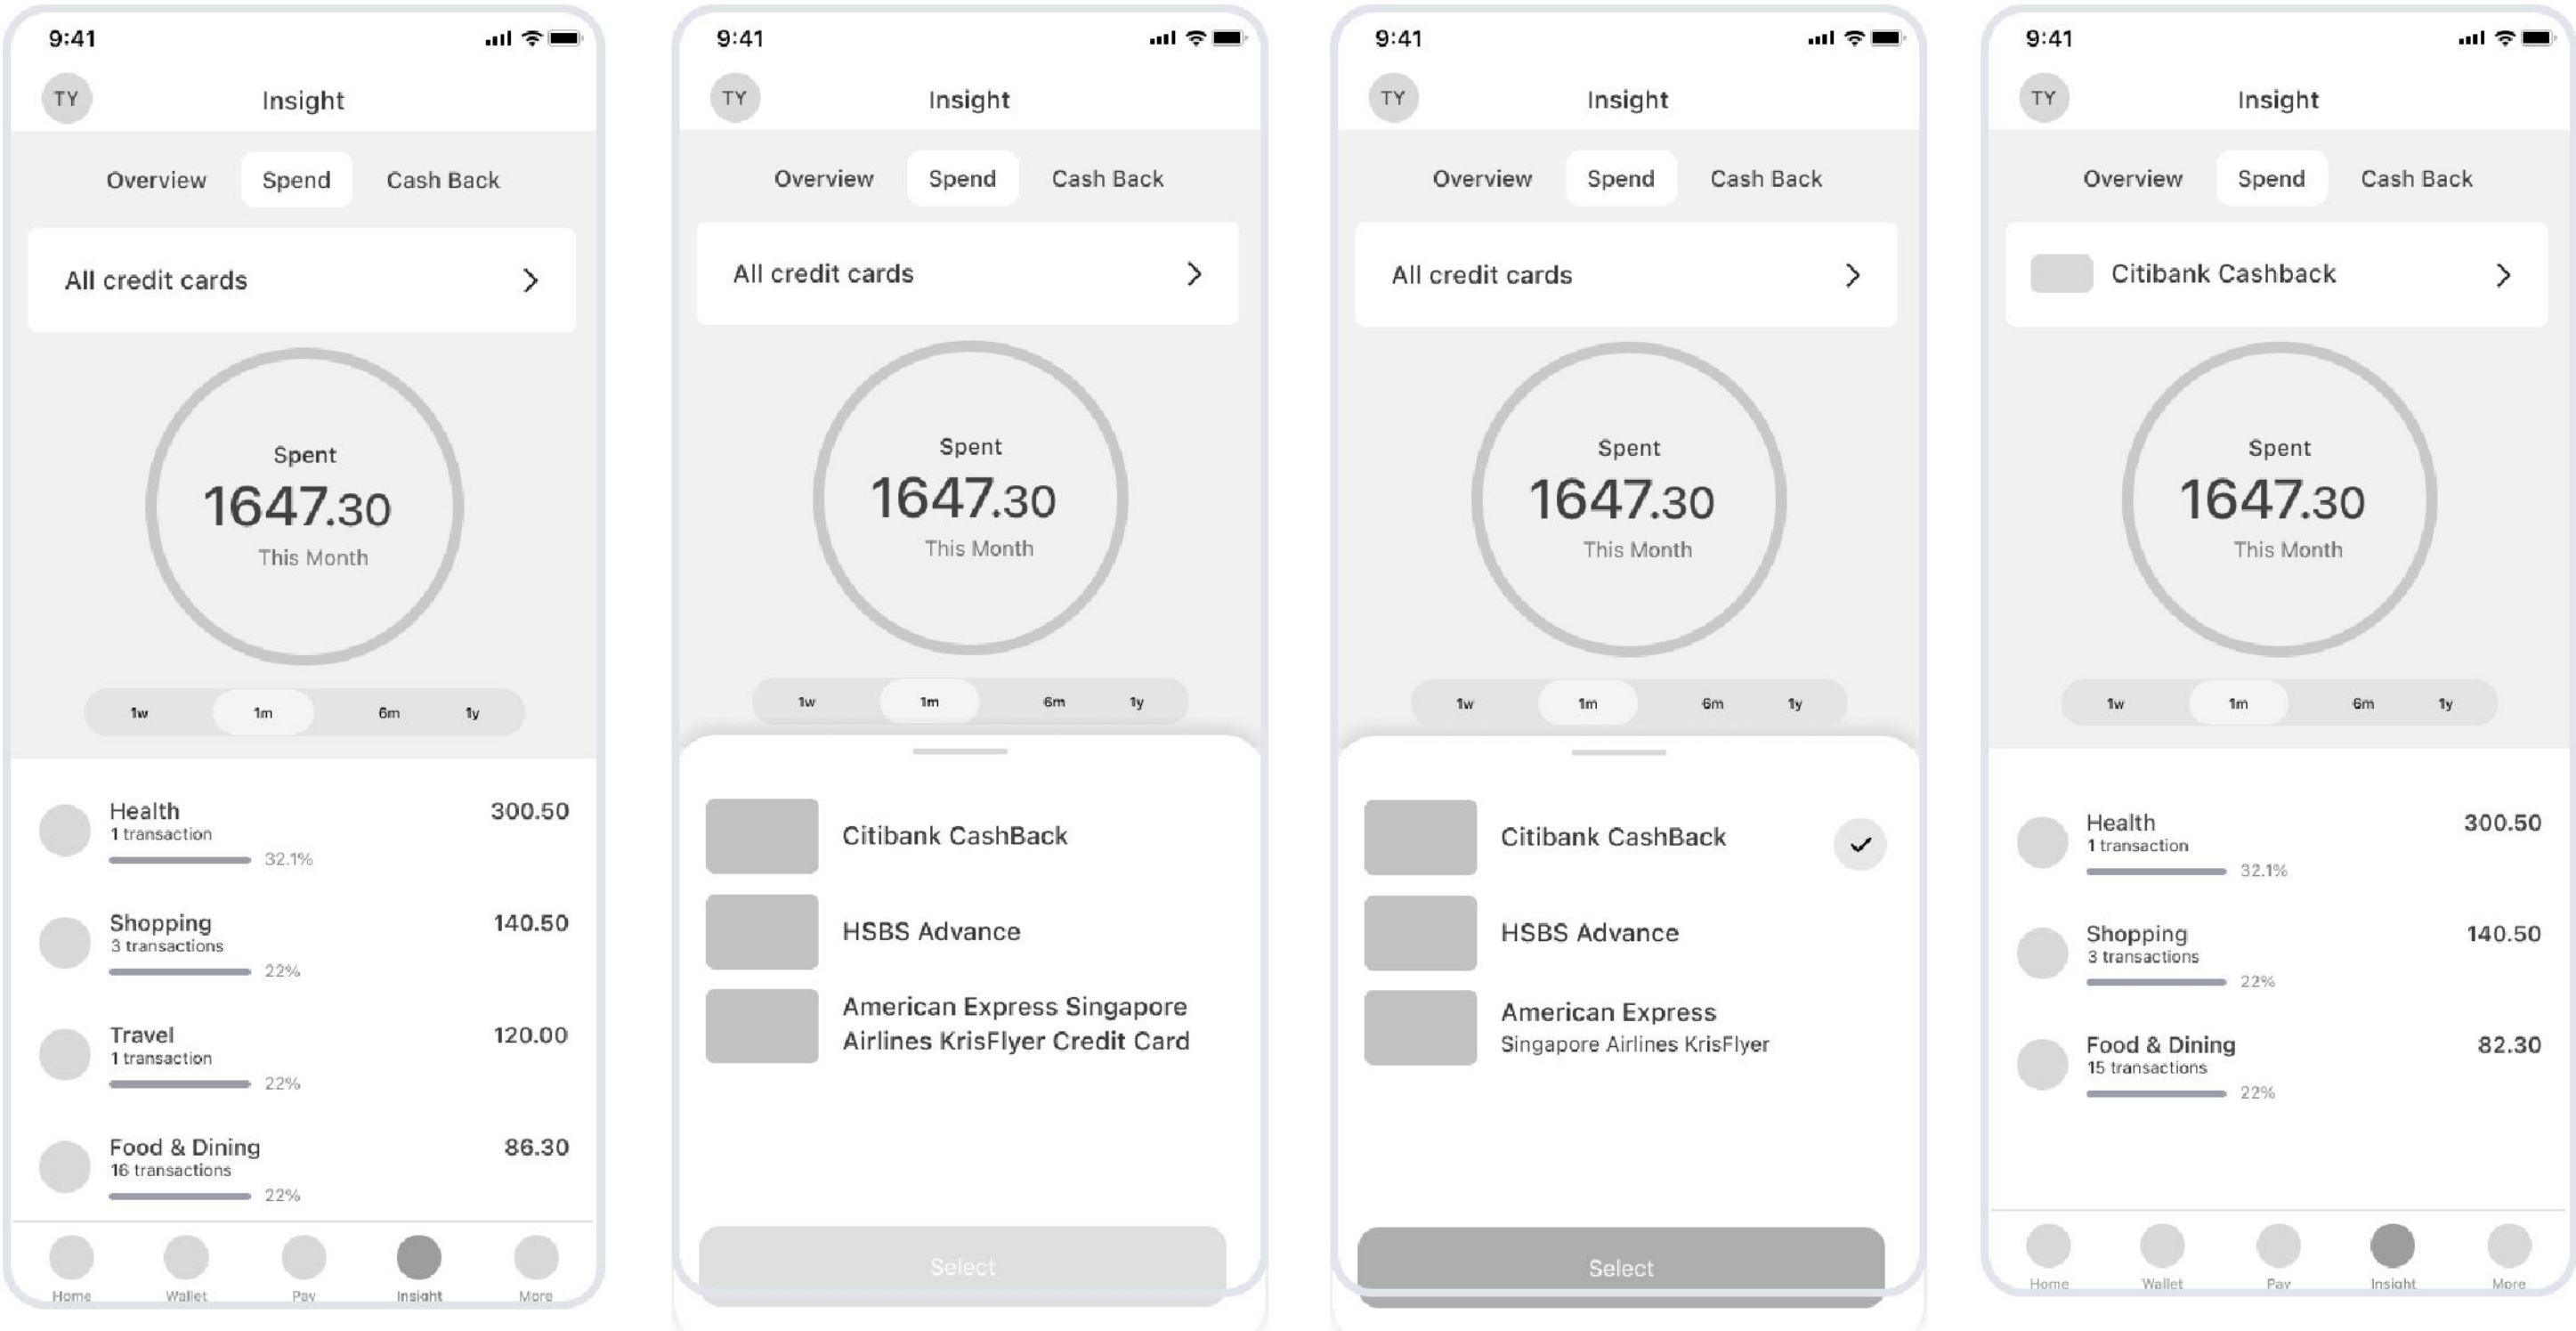 9:41
TY
Insight
Overview
Spend
Cash Back
All credit cards
Spent
1647.30
This Month
1w
1m
6m
1y
Health
300.50
1 transaction
32.1%
Shopping
140.50
3 transactions
22%
Travel
120.00
1 transaction
22%
Food & Dining
86.30
16 transactions
22%
Home
Wallet
Pay
Insight
More
9:41
TY
Insight
Overview
Spend
Cash Back
All credit cards
Spent
1647.30
This Month
1w
1m
6m
1y
Citibank CashBack
HSBS Advance
American Express Singapore
Airlines KrisFlyer Credit Card
Select
9:41
TY
Insight
Overview
Spend
Cash Back
All credit cards
Spent
1647.30
This Month
1w
1m
6m
1y
Citibank CashBack
HSBS Advance
American Express
Singapore Airlines KrisFlyer
Select
9:41
TY
Insight
Overview
Spend
Cash Back
Citibank Cashback
Spent
1647.30
This Month
1w
1m
6m
1y
Health
300.50
1 transaction
32.1%
Shopping
140.50
3 transactions
22%
Food & Dining
82.30
15 transactions
22%
Home
Wallet
Pay
Insight
More